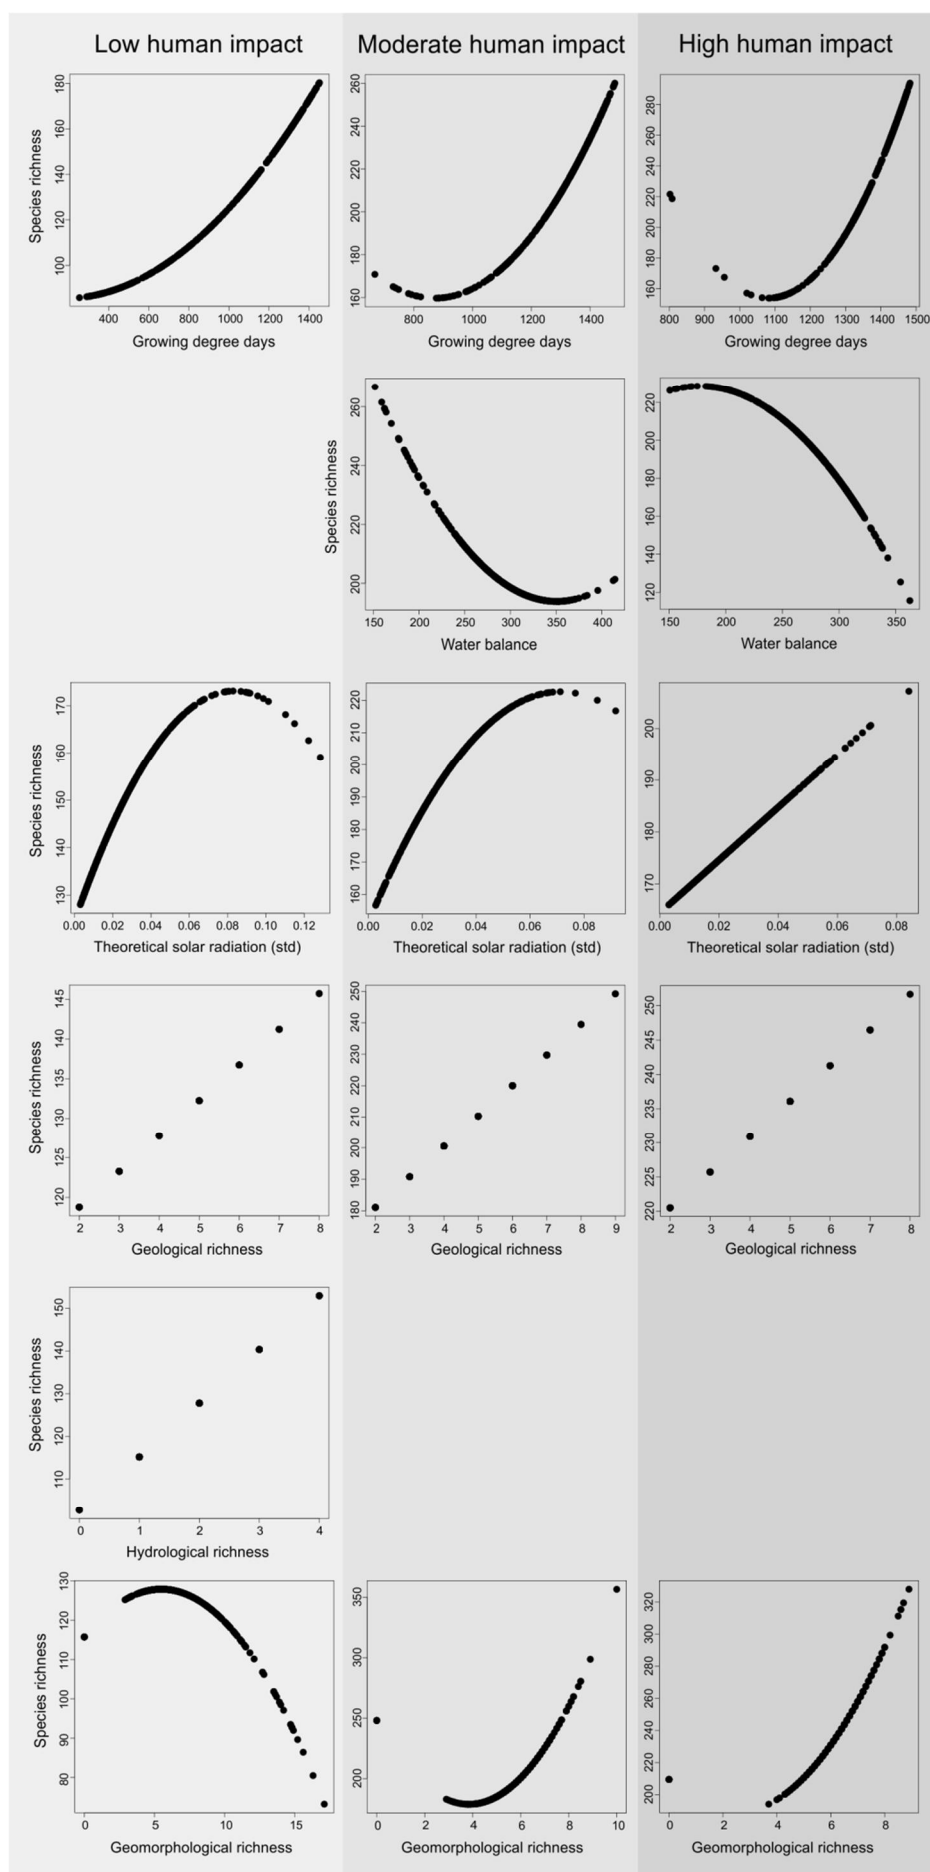 Low human impact
Moderate human impact
High human impact
Species richness
100 120 140 160 180
400 600 800 1000 1200 1400
Growing degree days
160 180 200 220 240 260
800 1000 1200 1400
Growing degree days
160 180 200 220 240 260 280
800 900 1000 1100 1200 1300 1400 1500
Growing degree days
Species richness
200 220 240 260
150 200 250 300 350 400
Water balance
120 140 160 180 200 220
150 200 250 300 350
Water balance
Species richness
130 140 150 160 170
0.00 0.02 0.04 0.06 0.08 0.10 0.12
Theoretical solar radiation (std)
160 170 180 190 200 210 220
0.00 0.02 0.04 0.06 0.08
Theoretical solar radiation (std)
170 180 190 200
0.00 0.02 0.04 0.06 0.08
Theoretical solar radiation (std)
Species richness
120 125 130 135 140 145
2 3 4 5 6 7 8
Geological richness
180 190 200 210 220 230 240 250
2 3 4 5 6 7 8 9
Geological richness
220 225 230 235 240 245 250
2 3 4 5 6 7 8
Geological richness
Species richness
110 120 130 140 150
0 1 2 3 4
Hydrological richness
Species richness
80 90 100 110 120 130
0 5 10 15
Geomorphological richness
200 250 300 350
0 2 4 6 8 10
Geomorphological richness
200 220 240 260 280 300 320
0 2 4 6 8
Geomorphological richness